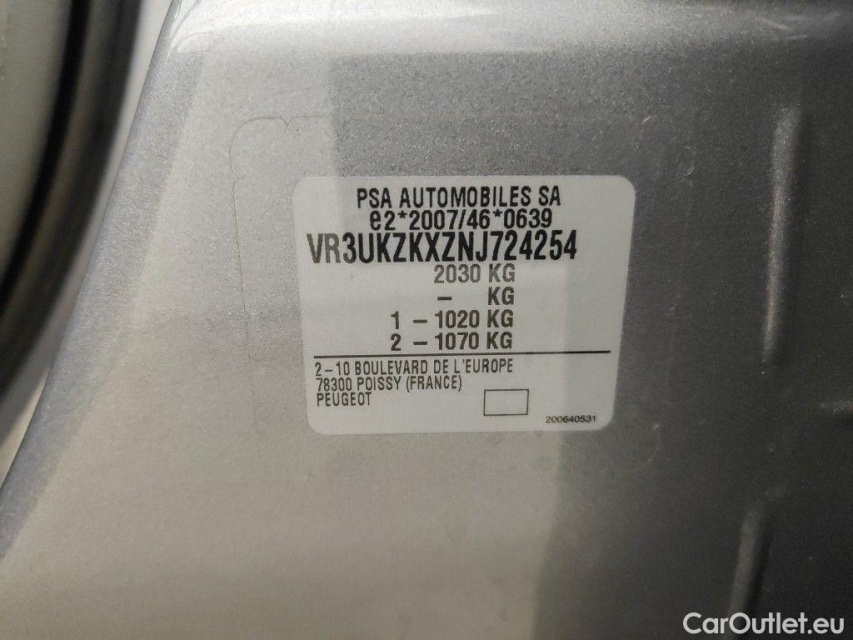 PSA AUTOMOBILES SA
e2*2007/46*0639
VR3UKZKXZNJ724254
2030 KG
– KG
1 – 1020 KG
2 – 1070 KG
2–10 BOULEVARD DE L'EUROPE
78300 POISSY (FRANCE)
PEUGEOT
200640531
CarOutlet.eu